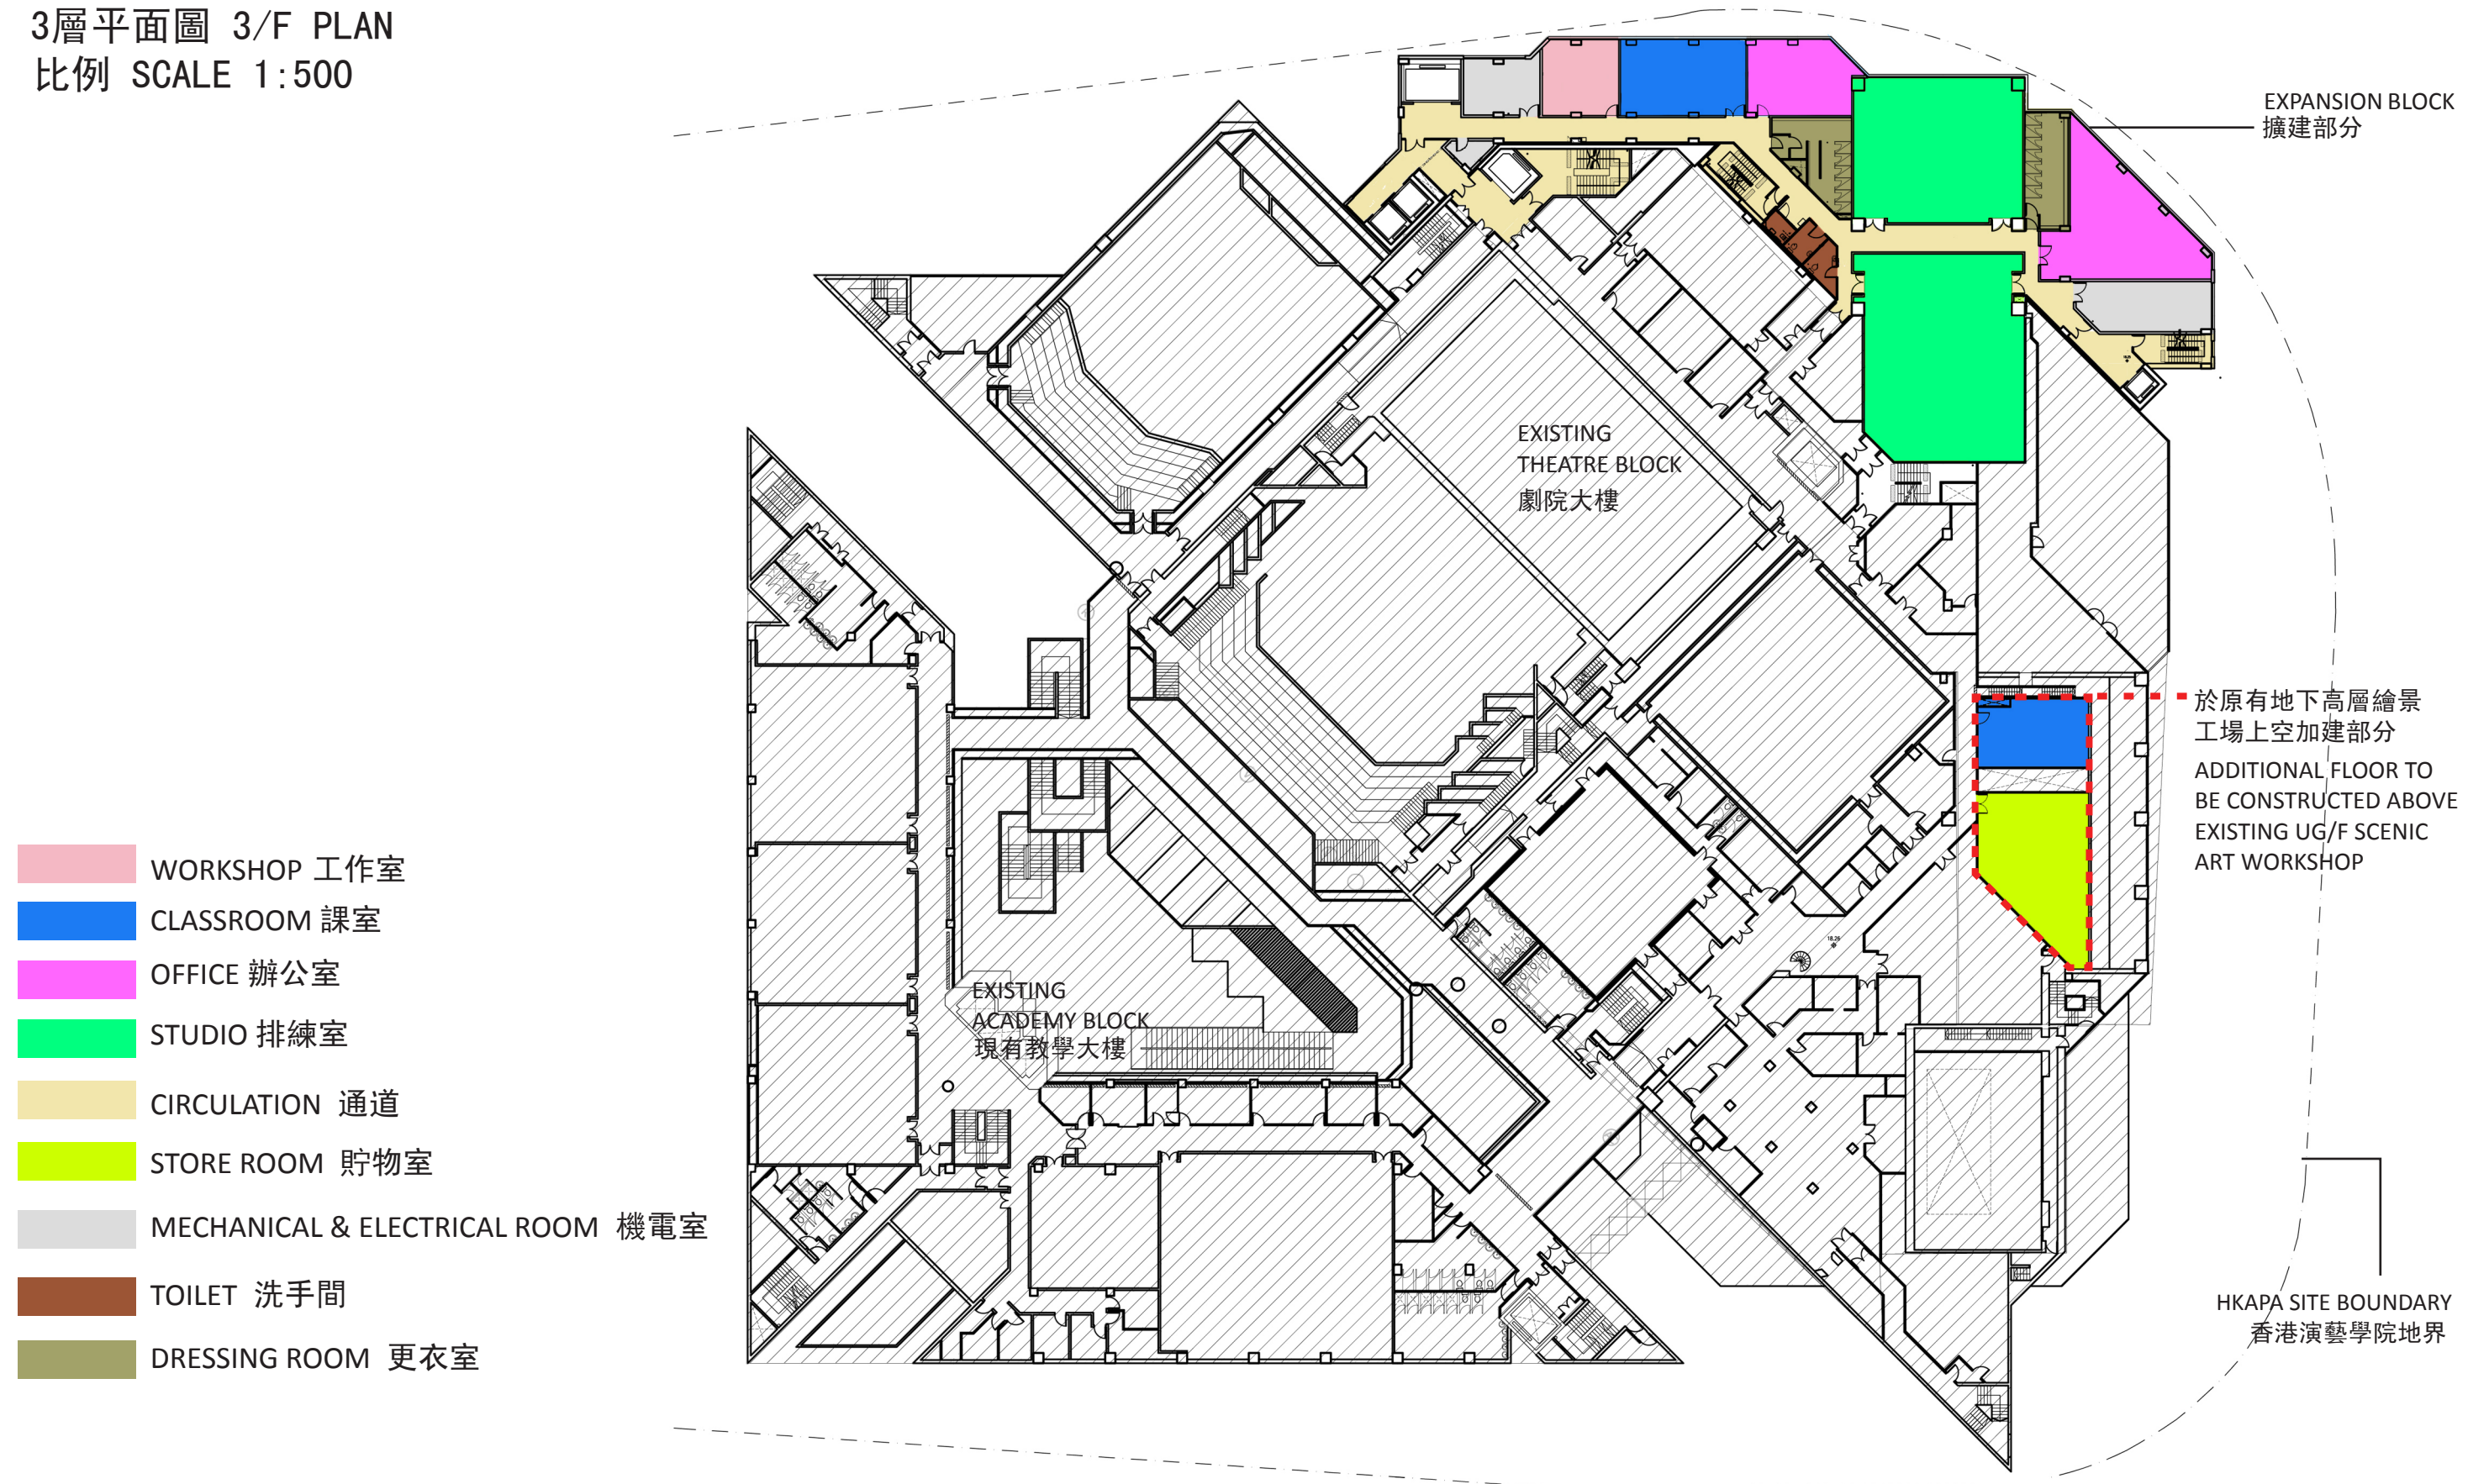 3層平面圖 3/F PLAN
比例 SCALE 1:500
EXPANSION BLOCK
擴建部分
EXISTING
THEATRE BLOCK
劇院大樓
於原有地下高層繪景
工場上空加建部分
ADDITIONAL FLOOR TO
BE CONSTRUCTED ABOVE
EXISTING UG/F SCENIC
ART WORKSHOP
WORKSHOP 工作室
CLASSROOM 課室
OFFICE 辦公室
STUDIO 排練室
CIRCULATION 通道
STORE ROOM 貯物室
MECHANICAL & ELECTRICAL ROOM 機電室
TOILET 洗手間
DRESSING ROOM 更衣室
EXISTING
ACADEMY BLOCK
現有教學大樓
18.25
HKAPA SITE BOUNDARY
香港演藝學院地界